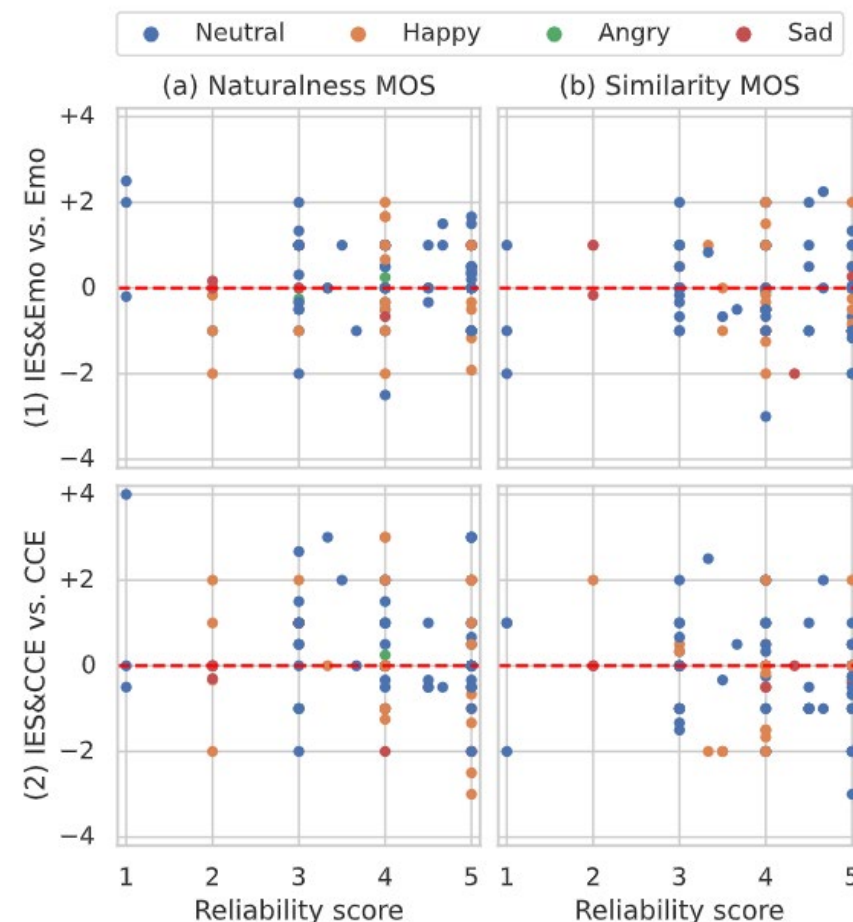 Neutral Happy Angry Sad
(a) Naturalness MOS (b) Similarity MOS
(1) IES&Emo vs. Emo
+4
+2
0
−2
−4
(2) IES&CCE vs. CCE
+4
+2
0
−2
−4
1 2 3 4 5 1 2 3 4 5
Reliability score Reliability score